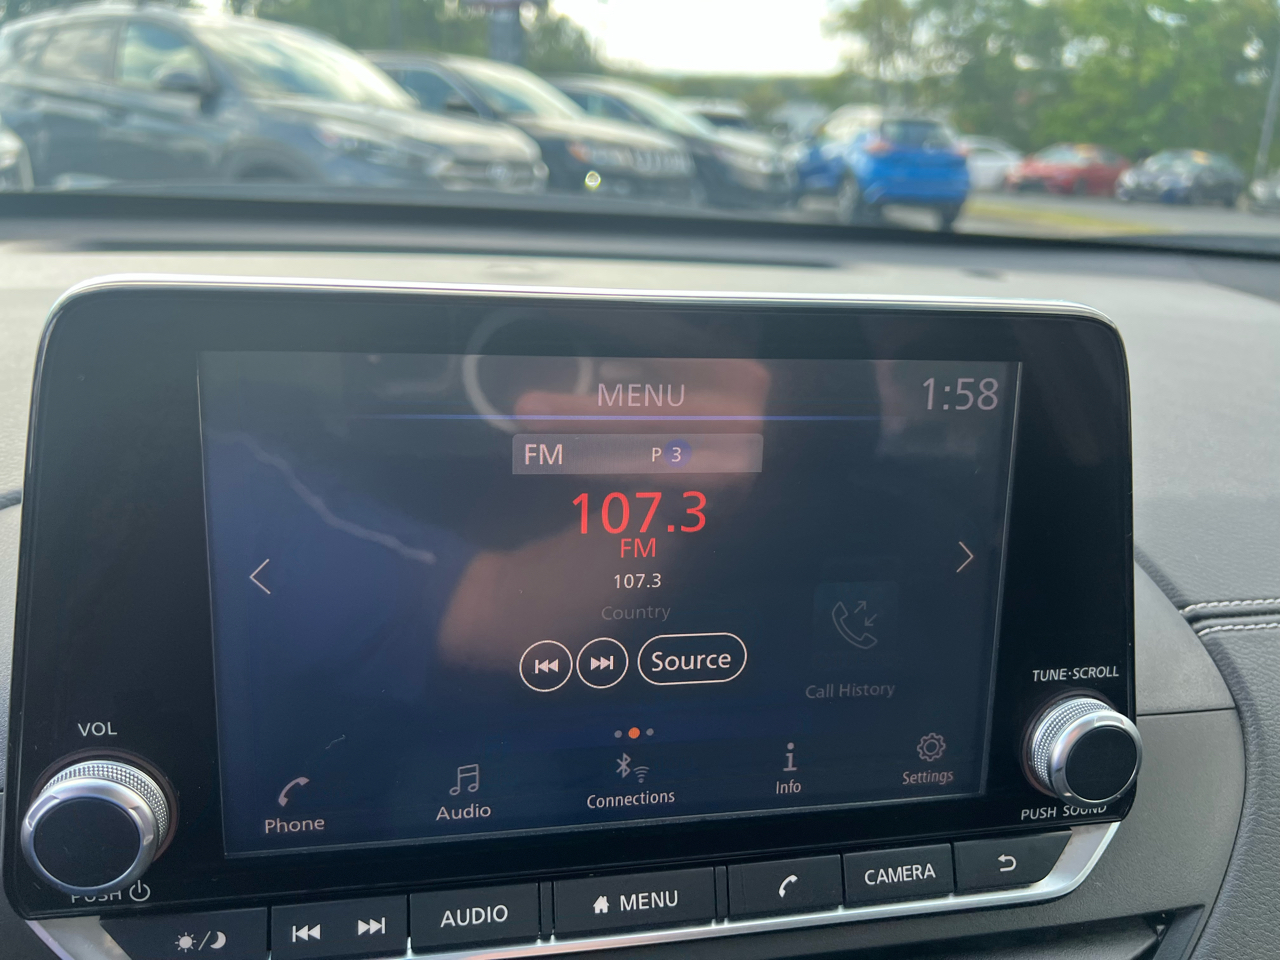 MENU
1:58
FM P 3
107.3
FM
107.3
Country
Source
Call History
Phone
Audio
Connections
Info
Settings
VOL
PUSH
TUNE·SCROLL
PUSH SOUND
AUDIO
MENU
CAMERA